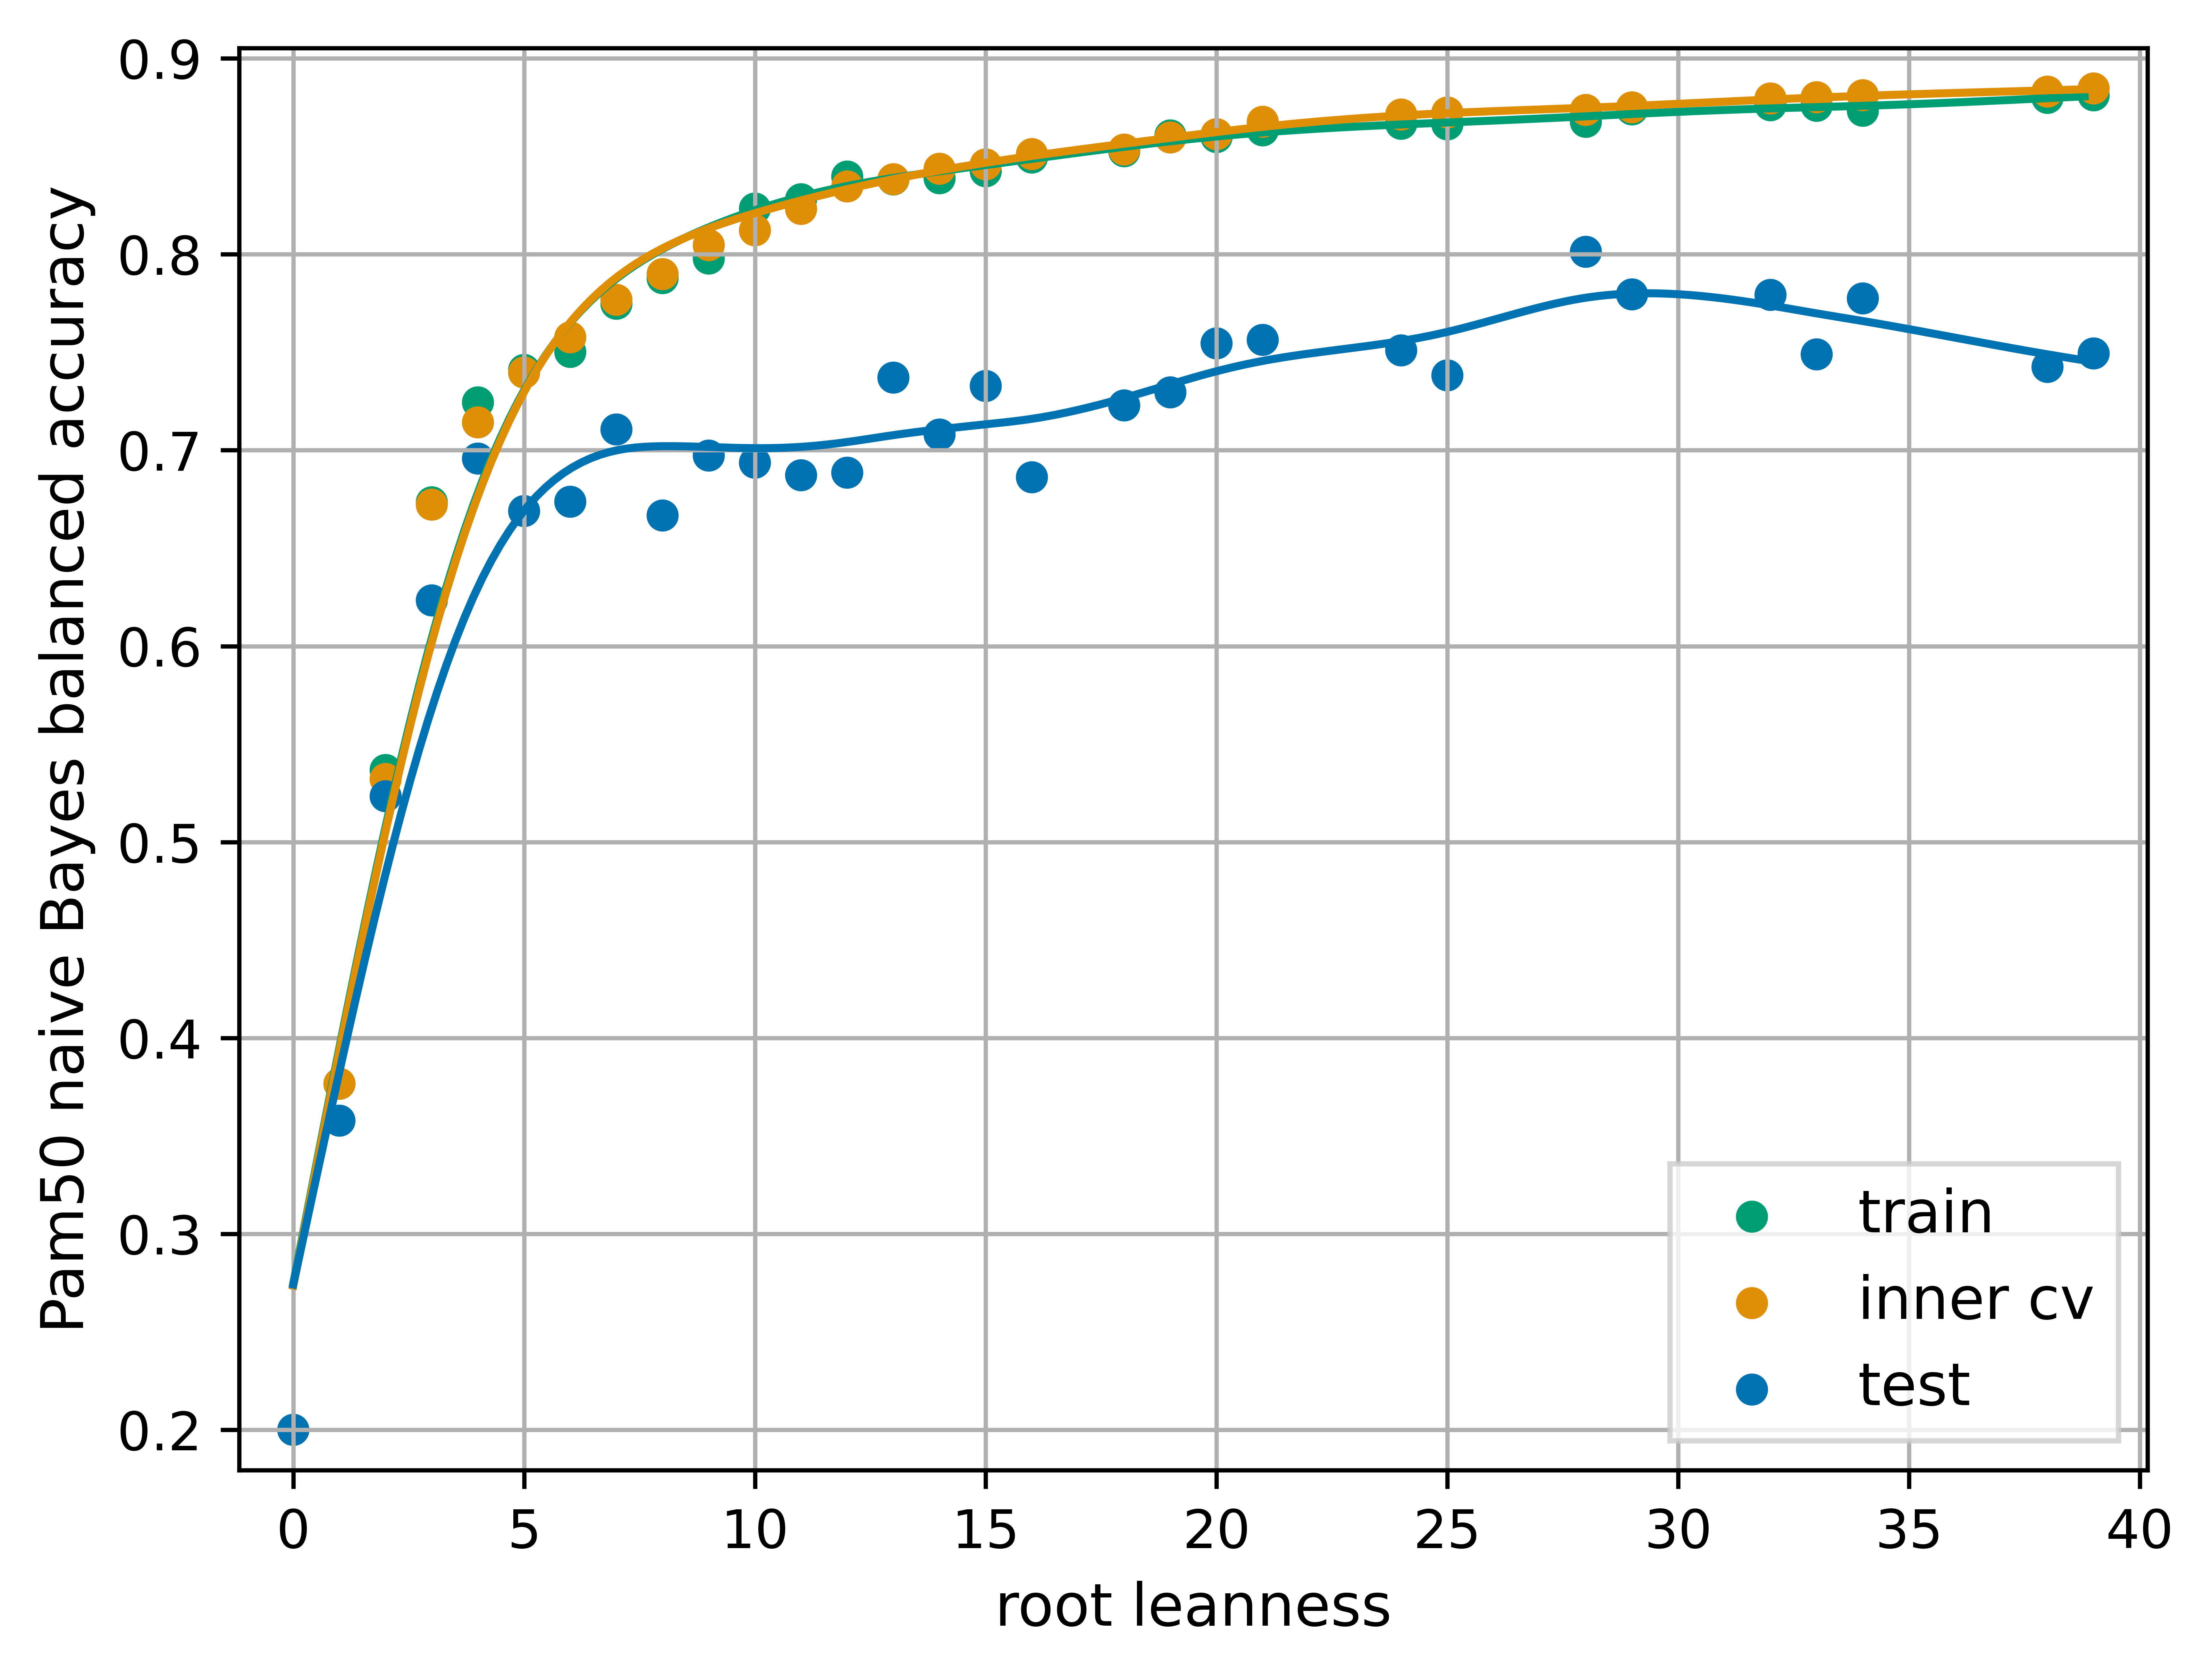 0.9
0.8
0.7
0.6
0.5
0.4
0.3
0.2
Pam50 naive Bayes balanced accuracy
train
inner cv
test
0 5 10 15 20 25 30 35 40
root leanness